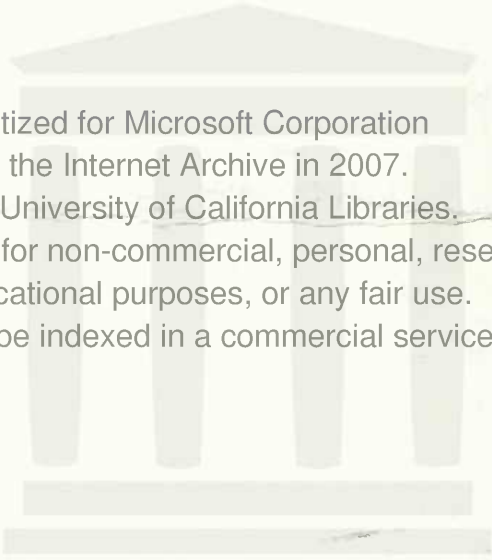 tized for Microsoft Corporation
the Internet Archive in 2007.
University of California Libraries.
for non-commercial, personal, rese
cational purposes, or any fair use.
be indexed in a commercial service